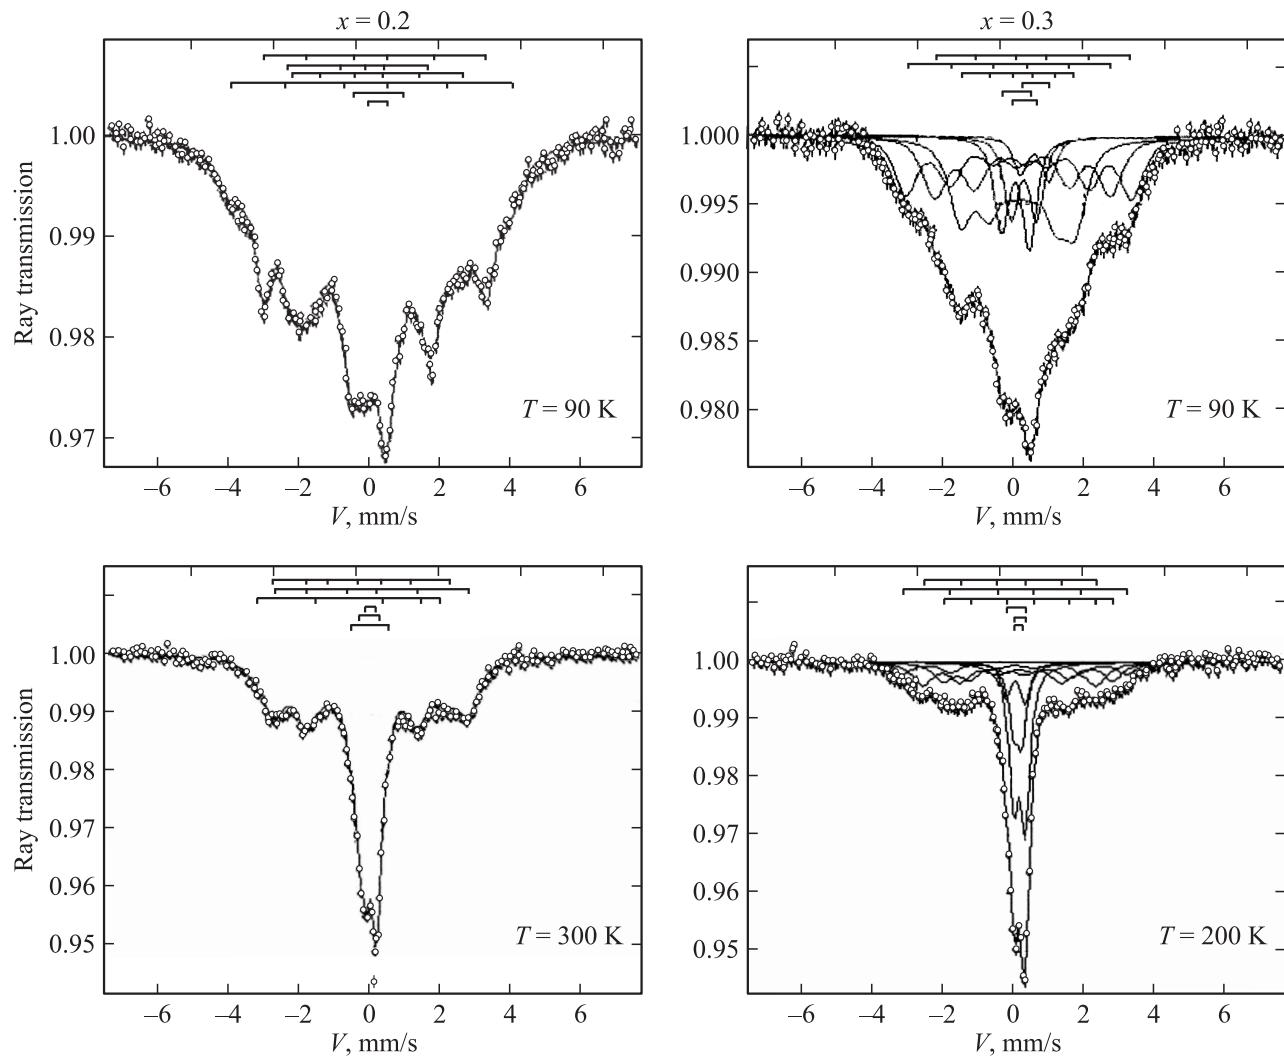 x = 0.2
1.00
0.99
0.98
0.97
Ray transmission
T = 90 K
–6 –4 –2 0 2 4 6
V, mm/s
x = 0.3
1.000
0.995
0.990
0.985
0.980
T = 90 K
–6 –4 –2 0 2 4 6
V, mm/s
1.00
0.99
0.98
0.97
0.96
0.95
Ray transmission
T = 300 K
–6 –4 –2 0 2 4 6
V, mm/s
1.00
0.99
0.98
0.97
0.96
0.95
T = 200 K
–6 –4 –2 0 2 4 6
V, mm/s